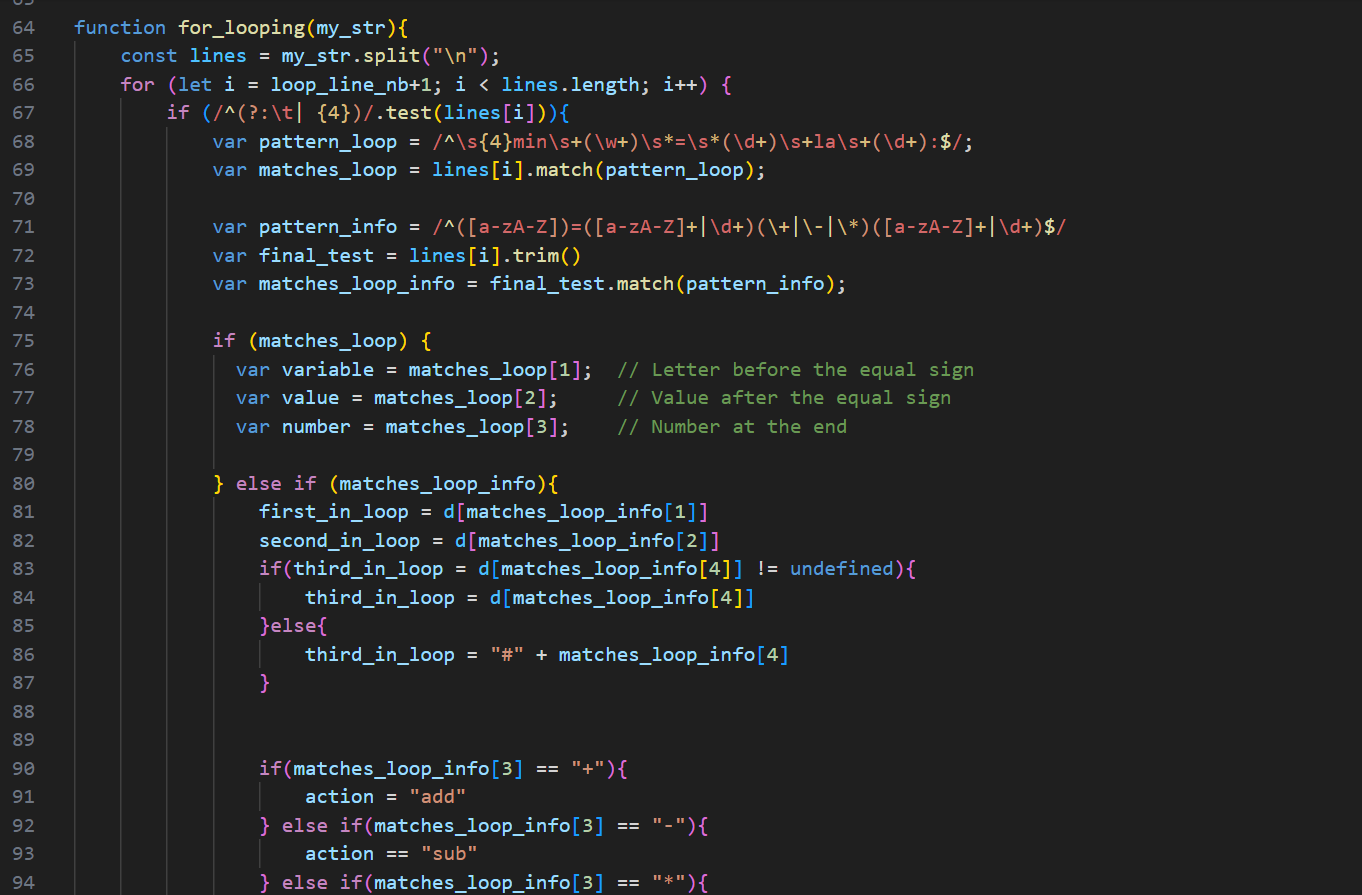 64 function for_looping(my_str){
65 const lines = my_str.split("\n");
66 for (let i = loop_line_nb+1; i < lines.length; i++) {
67 if (/^(?:\t| {4})/.test(lines[i])){
68 var pattern_loop = /^\s{4}min\s+(\w+)\s*=\s*(\d+)\s+la\s+(\d+):$/;
69 var matches_loop = lines[i].match(pattern_loop);
70
71 var pattern_info = /^([a-zA-Z])=([a-zA-Z]+|\d+)(\+|\-|\*)([a-zA-Z]+|\d+)$/
72 var final_test = lines[i].trim()
73 var matches_loop_info = final_test.match(pattern_info);
74
75 if (matches_loop) {
76 var variable = matches_loop[1]; // Letter before the equal sign
77 var value = matches_loop[2]; // Value after the equal sign
78 var number = matches_loop[3]; // Number at the end
79
80 } else if (matches_loop_info){
81 first_in_loop = d[matches_loop_info[1]]
82 second_in_loop = d[matches_loop_info[2]]
83 if(third_in_loop = d[matches_loop_info[4]] != undefined){
84 third_in_loop = d[matches_loop_info[4]]
85 }else{
86 third_in_loop = "#" + matches_loop_info[4]
87 }
88
89
90 if(matches_loop_info[3] == "+"){
91 action = "add"
92 } else if(matches_loop_info[3] == "-"){
93 action == "sub"
94 } else if(matches_loop_info[3] == "*"){